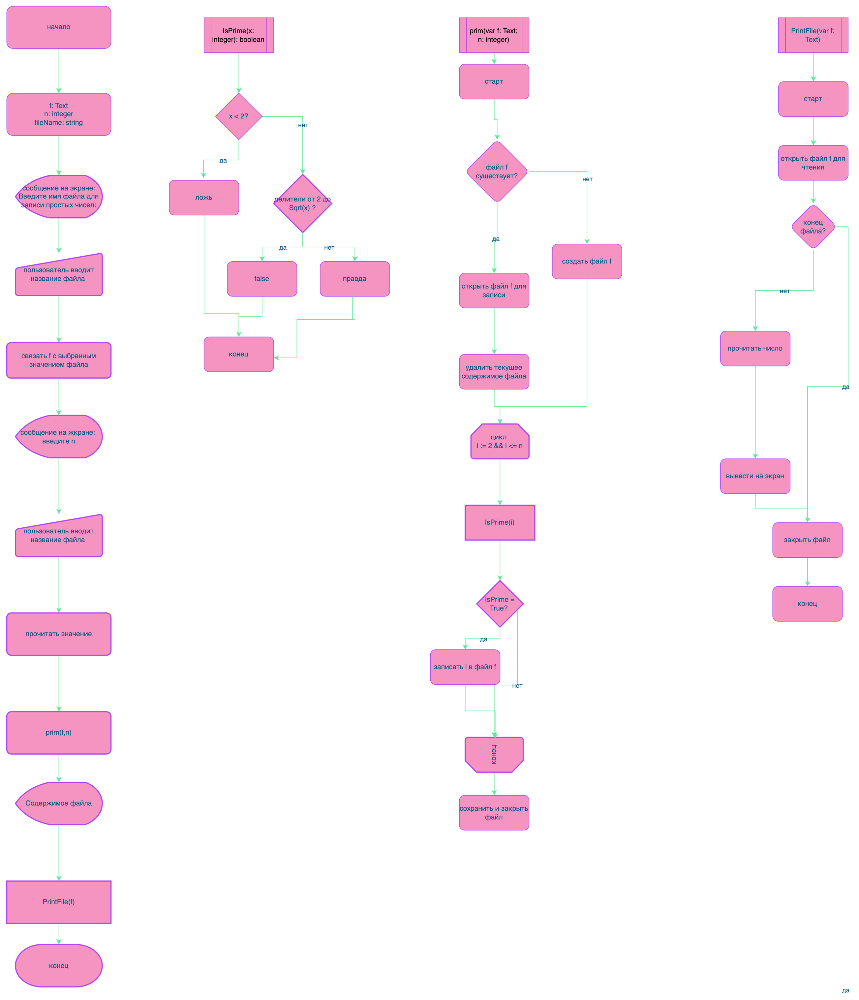 начало
f: Text
n: integer
fileName: string
сообщение на экране:
Введите имя файла для
записи простых чисел:
пользователь вводит
название файла
связать f с выбранным
значением файла
сообщение на жкране:
введите n
пользователь вводит
название файла
прочитать значение
prim(f,n)
Содержимое файла
PrintFile(f)
конец
IsPrime(x:
integer): boolean
x < 2?
нет
да
ложь
делители от 2 до
Sqrt(x) ?
да
нет
false
правда
конец
prim(var f: Text;
n: integer)
старт
файл f
существует?
нет
да
создать файл f
открыть файл f для
записи
удалить текущее
содержимое файла
цикл
i := 2 && i <= n
IsPrime(i)
IsPrime =
True?
да
записать i в файл f
нет
конец
сохранить и закрыть
файл
PrintFile(var f:
Text)
старт
открыть файл f для
чтения
конец
файла?
нет
прочитать число
да
вывести на экран
закрыть файл
конец
да